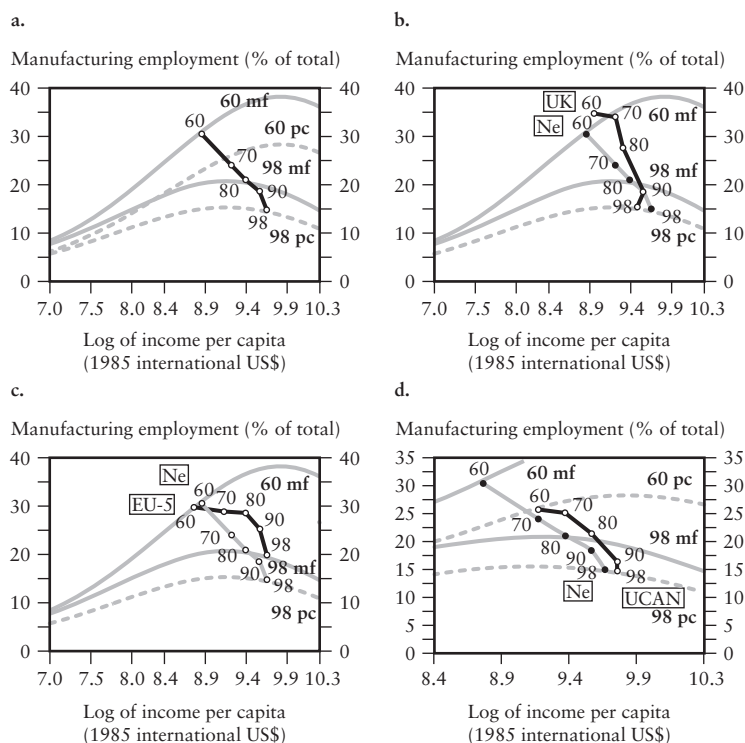 a.
Manufacturing employment (% of total)
40
30
20
10
0
60 mf
60
60 pc
70
98 mf
80
90
98
98 pc
40
30
20
10
0
7.0 7.5 8.0 8.4 8.9 9.4 9.9 10.3
Log of income per capita
(1985 international US$)
b.
Manufacturing employment (% of total)
40
30
20
10
0
UK
60
70
60 mf
Ne
60
80
70
98 mf
80
90
98
98
98 pc
40
30
20
10
0
7.0 7.5 8.0 8.4 8.9 9.4 9.9 10.3
Log of income per capita
(1985 international US$)
c.
Manufacturing employment (% of total)
40
30
20
10
0
Ne
60
70
80
60 mf
EU-5
60
90
70
98
80
98 mf
90
98
98 pc
40
30
20
10
0
7.0 7.5 8.0 8.4 8.9 9.4 9.9 10.3
Log of income per capita
(1985 international US$)
d.
Manufacturing employment (% of total)
35
30
25
20
15
10
5
0
60
60 mf
60 pc
60
70
70
98 mf
80
80
90
90
98
98
Ne
UCAN
98 pc
35
30
25
20
15
10
5
0
8.4 8.9 9.4 9.9 10.3
Log of income per capita
(1985 international US$)